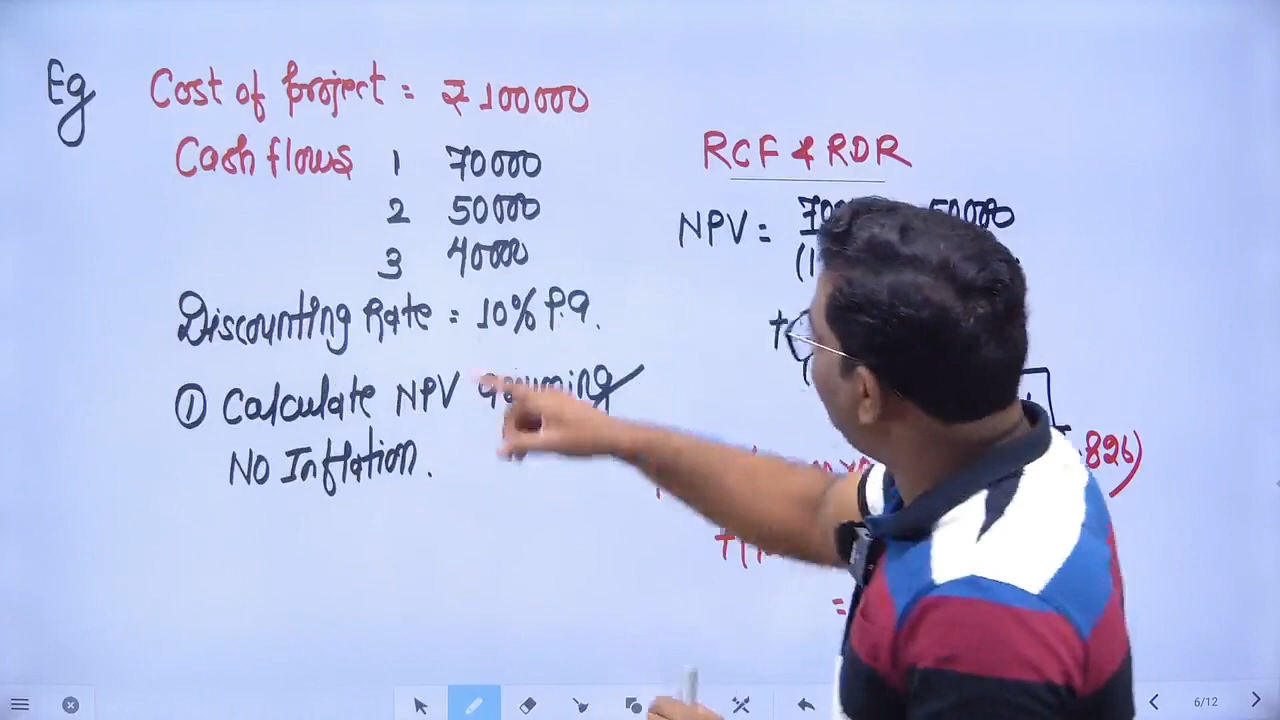 Eg Cost of project = ₹100000
Cash flows 1 70000
2 50000
3 40000
Discounting Rate = 10% P.a.
① Calculate NPV assuming
No Inflation.
RCF & RDR
NPV = 50000
+
.826)
=
6/12